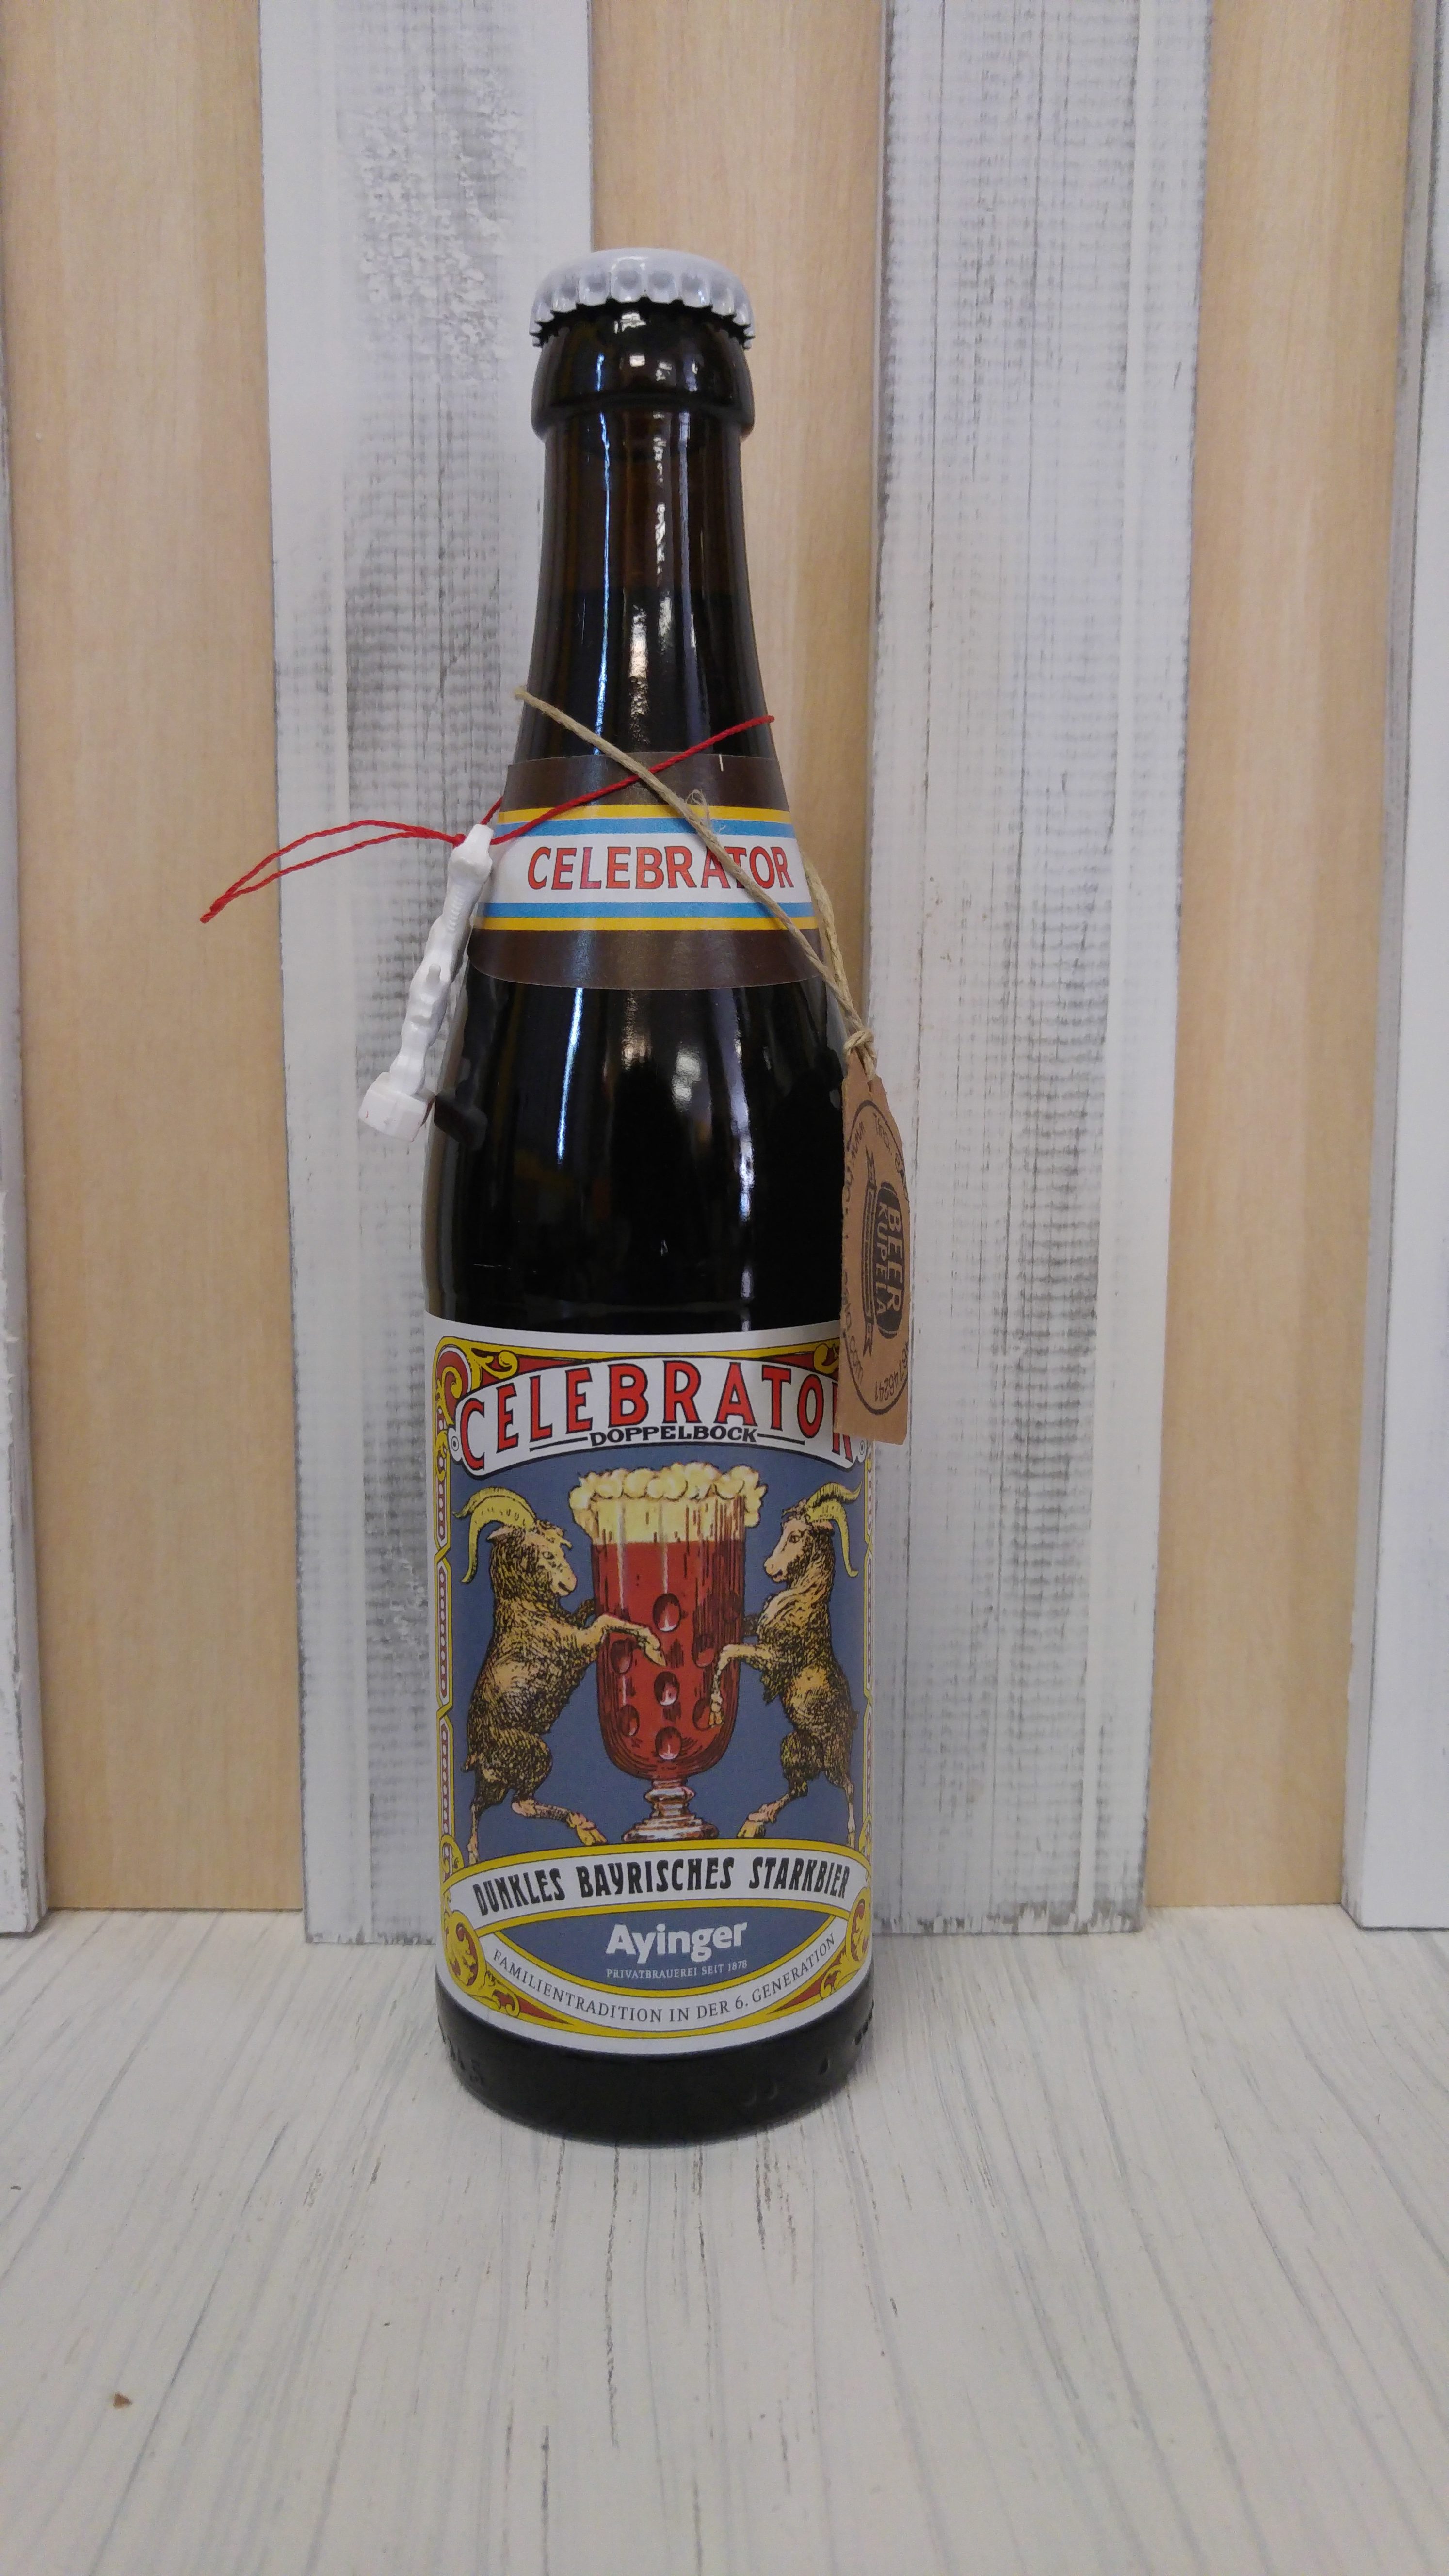 CELEBRATOR
BEER
KUPELA
CELEBRATOR
DOPPELBOCK
DUNKLES BAYRISCHES STARKBIER
Ayinger
PRIVATBRAUEREI SEIT 1878
FAMILIENTRADITION IN DER 6. GENERATION